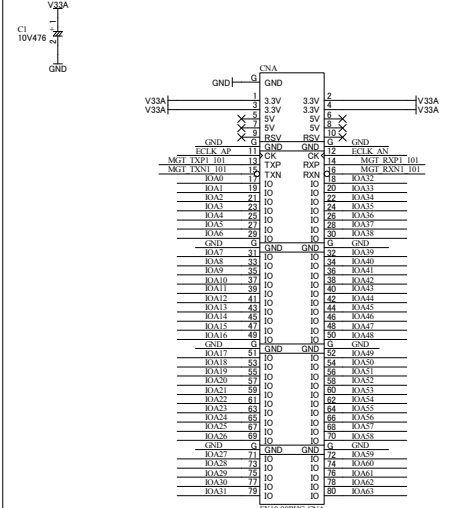 V33A
C1
10V476
1
+
2
GND
CNA
GND G GND
V33A 1 3.3V 3.3V 2 V33A
V33A 3 3.3V 3.3V 4 V33A
5 5V 5V 6
7 5V 5V 8
9 RSV RSV 10
GND G GND GND G GND
ECLK_AP 11 CK CK 12 ECLK_AN
MGT_TXP1_101 13 TXP RXP 14 MGT_RXP1_101
MGT_TXN1_101 15 TXN RXN 16 MGT_RXN1_101
IOA0 17 IO IO 18 IOA32
IOA1 19 IO IO 20 IOA33
IOA2 21 IO IO 22 IOA34
IOA3 23 IO IO 24 IOA35
IOA4 25 IO IO 26 IOA36
IOA5 27 IO IO 28 IOA37
IOA6 29 IO IO 30 IOA38
GND G GND GND G GND
IOA7 31 IO IO 32 IOA39
IOA8 33 IO IO 34 IOA40
IOA9 35 IO IO 36 IOA41
IOA10 37 IO IO 38 IOA42
IOA11 39 IO IO 40 IOA43
IOA12 41 IO IO 42 IOA44
IOA13 43 IO IO 44 IOA45
IOA14 45 IO IO 46 IOA46
IOA15 47 IO IO 48 IOA47
IOA16 49 IO IO 50 IOA48
GND G GND GND G GND
IOA17 51 IO IO 52 IOA49
IOA18 53 IO IO 54 IOA50
IOA19 55 IO IO 56 IOA51
IOA20 57 IO IO 58 IOA52
IOA21 59 IO IO 60 IOA53
IOA22 61 IO IO 62 IOA54
IOA23 63 IO IO 64 IOA55
IOA24 65 IO IO 66 IOA56
IOA25 67 IO IO 68 IOA57
IOA26 69 IO IO 70 IOA58
GND G GND GND G GND
IOA27 71 IO IO 72 IOA59
IOA28 73 IO IO 74 IOA60
IOA29 75 IO IO 76 IOA61
IOA30 77 IO IO 78 IOA62
IOA31 79 IO IO 80 IOA63